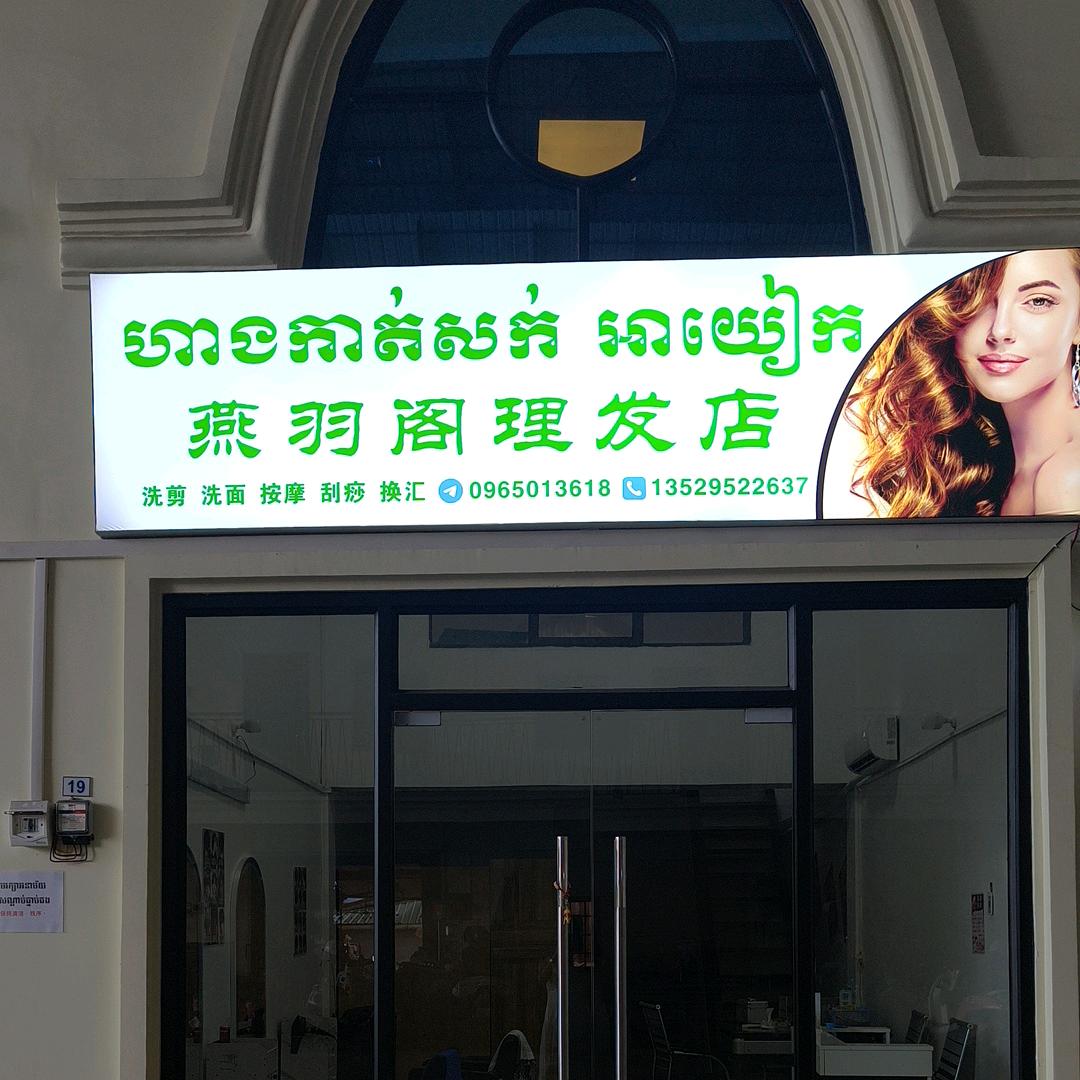 ហាងកាត់សក់ អាយៀក
燕羽阁理发店
洗剪 洗面 按摩 刮痧 换汇 0965013618 13529522637
19